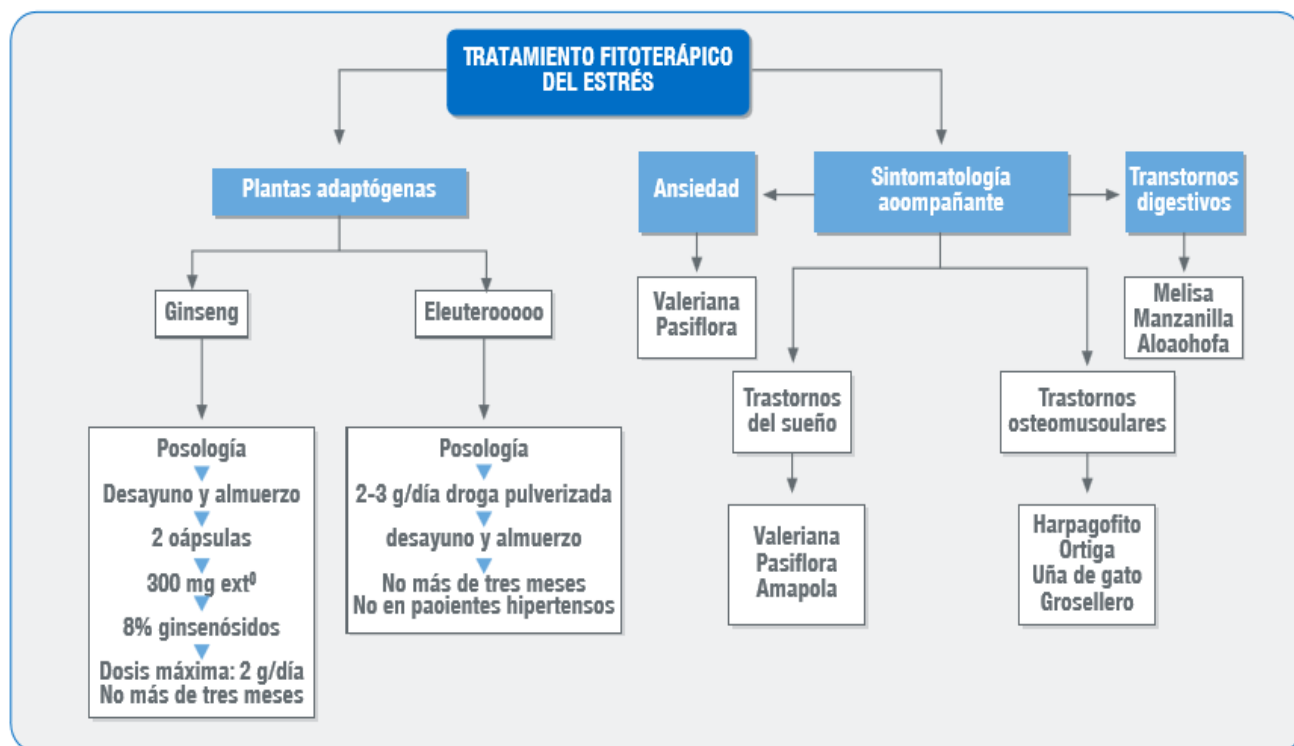 TRATAMIENTO FITOTERÁPICO
DEL ESTRÉS
Plantas adaptógenas
Ginseng
Posología
Desayuno y almuerzo
2 oápsulas
300 mg ext⁰
8% ginsenósidos
Dosis máxima: 2 g/día
No más de tres meses
Eleuterooooo
Posología
2-3 g/día droga pulverizada
desayuno y almuerzo
No más de tres meses
No en paoientes hipertensos
Sintomatología
aoompañante
Ansiedad
Valeriana
Pasiflora
Transtornos
digestivos
Melisa
Manzanilla
Aloaohofa
Trastornos
del sueño
Valeriana
Pasiflora
Amapola
Trastornos
osteomusoulares
Harpagofito
Ortiga
Uña de gato
Grosellero